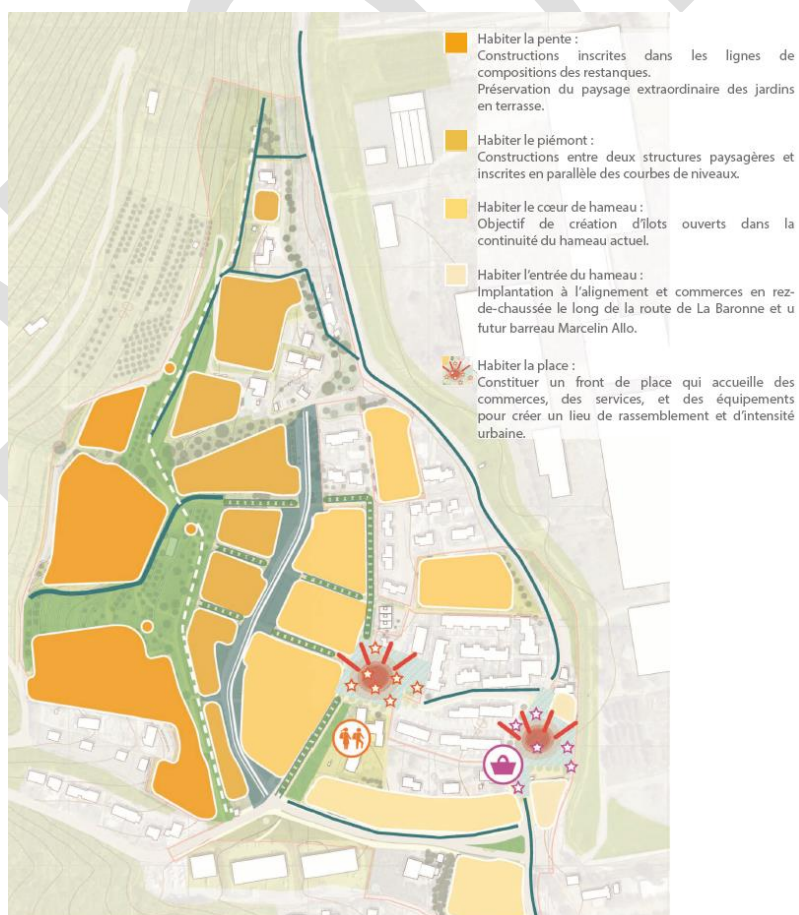 Habiter la pente :
Constructions inscrites dans les lignes de
compositions des restanques.
Préservation du paysage extraordinaire des jardins
en terrasse.
Habiter le piémont :
Constructions entre deux structures paysagères et
inscrites en parallèle des courbes de niveaux.
Habiter le cœur de hameau :
Objectif de création d'îlots ouverts dans la
continuité du hameau actuel.
Habiter l'entrée du hameau :
Implantation à l'alignement et commerces en rez-
de-chaussée le long de la route de La Baronne et u
futur barreau Marcelin Allo.
Habiter la place :
Constituer un front de place qui accueille des
commerces, des services, et des équipements
pour créer un lieu de rassemblement et d'intensité
urbaine.